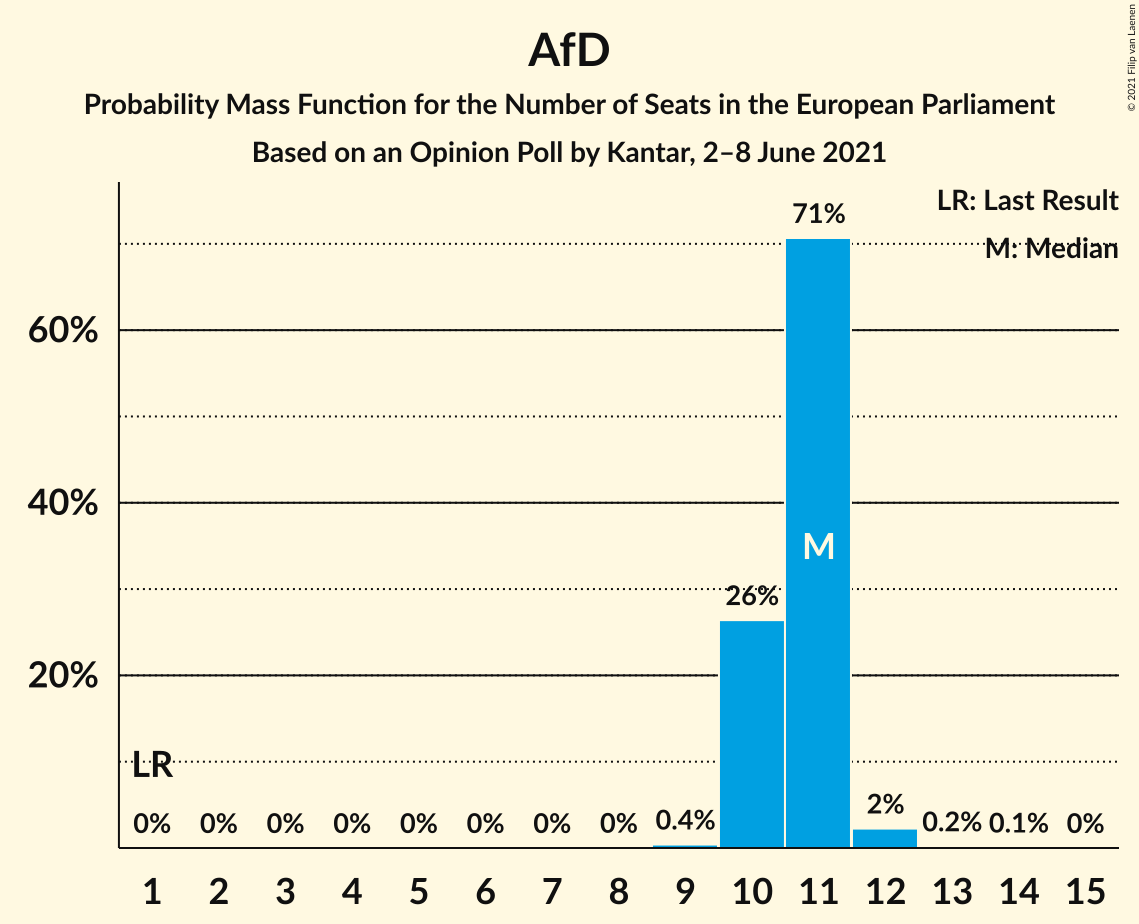 AfD
Probability Mass Function for the Number of Seats in the European Parliament
Based on an Opinion Poll by Kantar, 2–8 June 2021
© 2021 Filip van Laenen
LR: Last Result
M: Median
71%
60%
40%
M
26%
20%
LR
0% 0% 0% 0% 0% 0% 0% 0% 0.4% 2% 0.2% 0.1% 0%
1 2 3 4 5 6 7 8 9 10 11 12 13 14 15